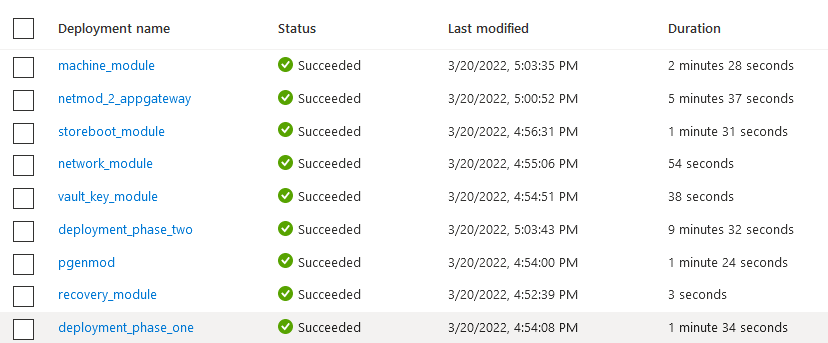 Deployment name Status Last modified Duration
machine_module Succeeded 3/20/2022, 5:03:35 PM 2 minutes 28 seconds
netmod_2_appgateway Succeeded 3/20/2022, 5:00:52 PM 5 minutes 37 seconds
storeboot_module Succeeded 3/20/2022, 4:56:31 PM 1 minute 31 seconds
network_module Succeeded 3/20/2022, 4:55:06 PM 54 seconds
vault_key_module Succeeded 3/20/2022, 4:54:51 PM 38 seconds
deployment_phase_two Succeeded 3/20/2022, 5:03:43 PM 9 minutes 32 seconds
pgenmod Succeeded 3/20/2022, 4:54:00 PM 1 minute 24 seconds
recovery_module Succeeded 3/20/2022, 4:52:39 PM 3 seconds
deployment_phase_one Succeeded 3/20/2022, 4:54:08 PM 1 minute 34 seconds